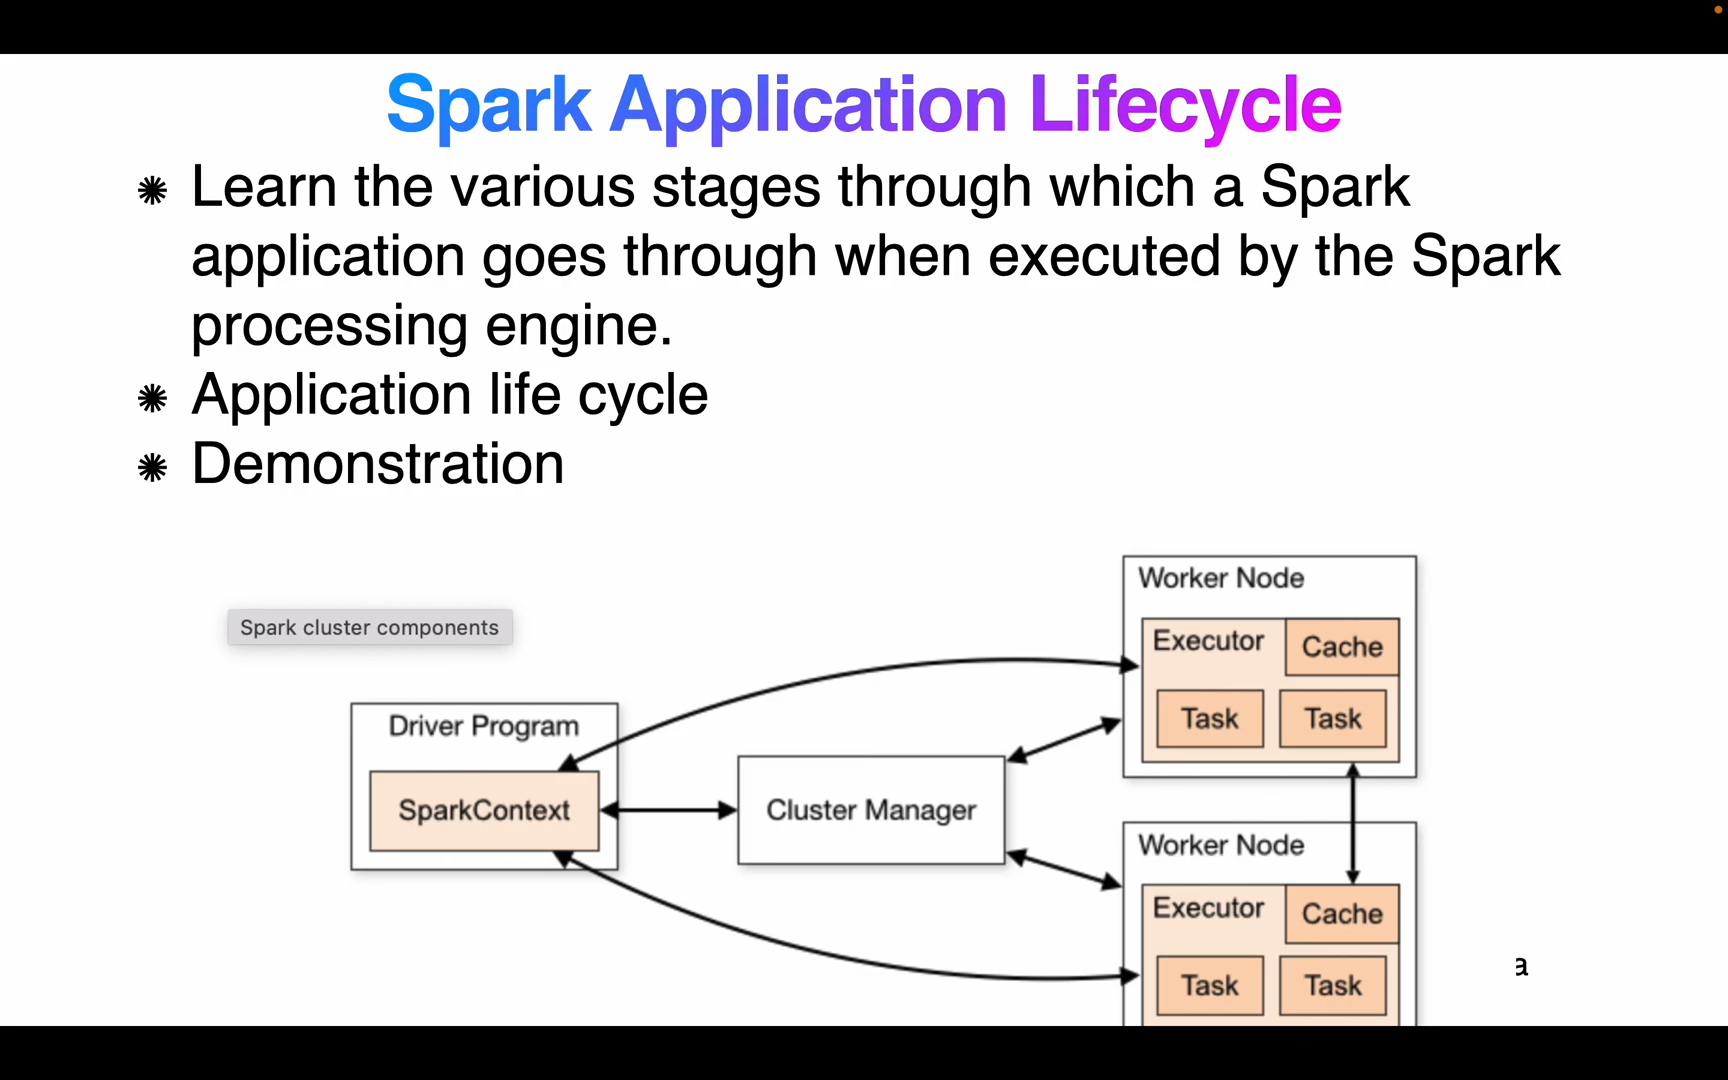 Spark Application Lifecycle
Learn the various stages through which a Spark
application goes through when executed by the Spark
processing engine.
Application life cycle
Demonstration
Spark cluster components
Driver Program
SparkContext
Cluster Manager
Worker Node
Executor
Cache
Task
Task
Worker Node
Executor
Cache
Task
Task
a